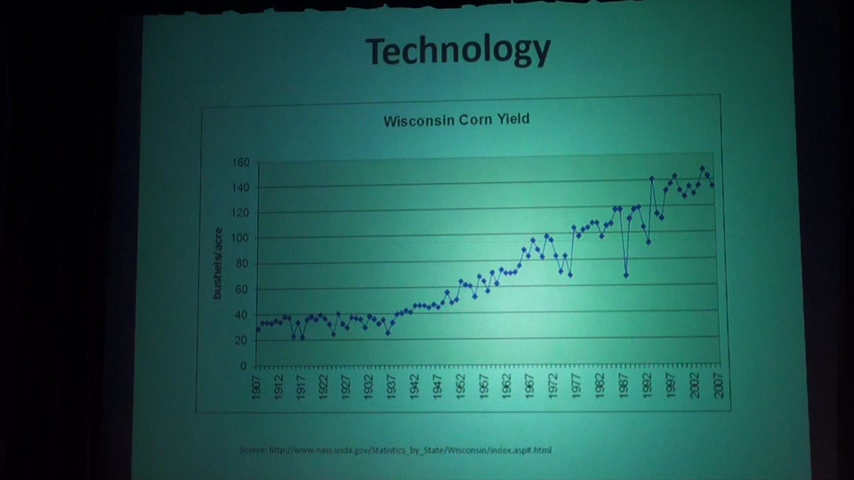 Technology
Wisconsin Corn Yield
160
140
120
100
80
60
40
20
0
bushels/acre
1907 1912 1917 1922 1927 1932 1937 1942 1947 1952 1957 1962 1967 1972 1977 1982 1987 1992 1997 2002 2007
Source: http://www.nass.usda.gov/Statistics_by_State/Wisconsin/index.asp#.html